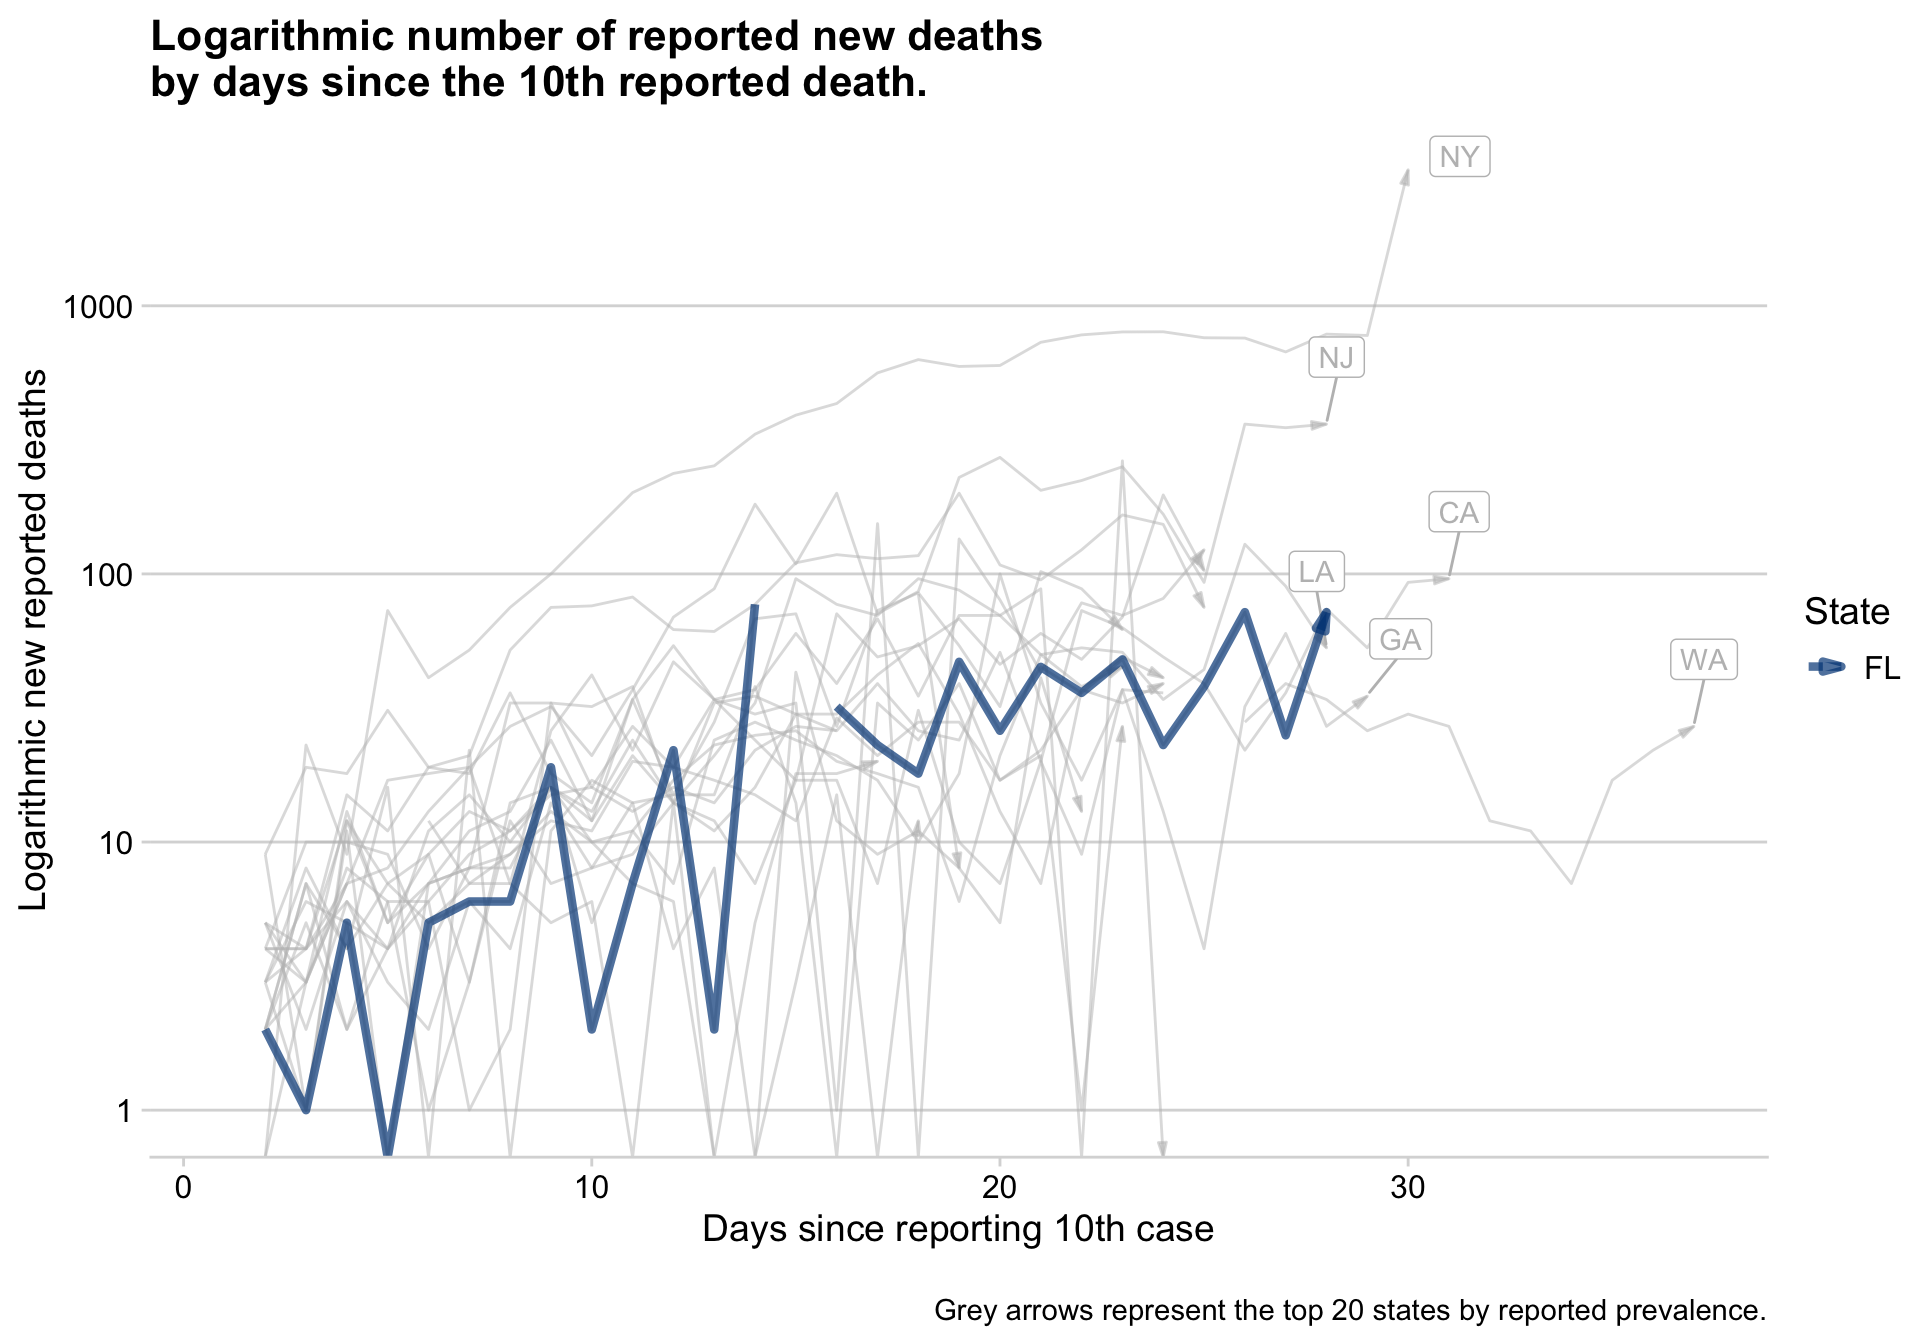 Logarithmic number of reported new deaths
by days since the 10th reported death.
NY
1000
NJ
CA
100
LA
GA
WA
10
1
Logarithmic new reported deaths
State
FL
0
10
20
30
Days since reporting 10th case
Grey arrows represent the top 20 states by reported prevalence.